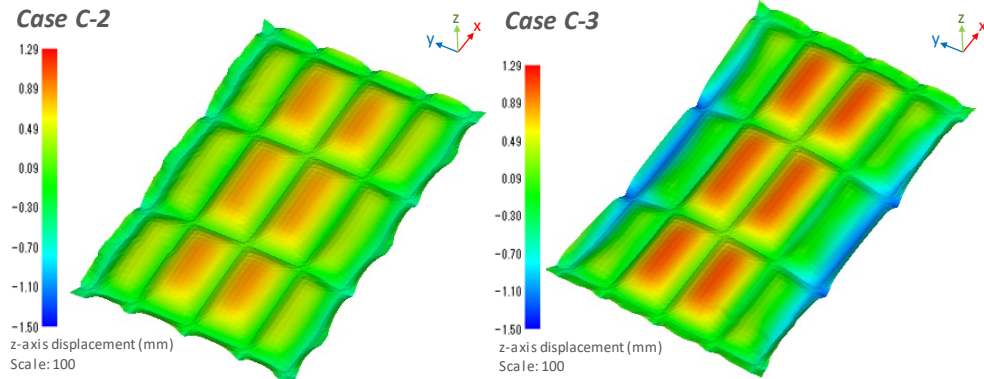 Case C-2
z
x
y
1.29
0.89
0.49
0.09
-0.30
-0.70
-1.10
-1.50
z-axis displacement (mm)
Scale: 100
Case C-3
z
x
y
1.29
0.89
0.49
0.09
-0.30
-0.70
-1.10
-1.50
z-axis displacement (mm)
Scale: 100